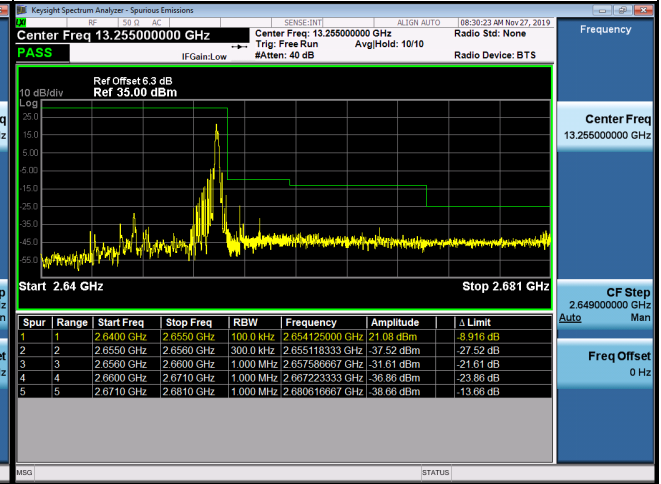 Keysight Spectrum Analyzer - Spurious Emissions
RF 50 Ω AC SENSE:INT ALIGN AUTO 08:30:23 AM Nov 27, 2019
Center Freq 13.255000000 GHz
Center Freq: 13.255000000 GHz Radio Std: None
Trig: Free Run Avg|Hold: 10/10
PASS IFGain:Low #Atten: 40 dB Radio Device: BTS
Ref Offset 6.3 dB
10 dB/div Ref 35.00 dBm
Log
25.0
15.0
5.00
-5.00
-15.0
-25.0
-35.0
-45.0
-55.0
Start 2.64 GHz Stop 2.681 GHz
Spur Range Start Freq Stop Freq RBW Frequency Amplitude Δ Limit
1 1 2.6400 GHz 2.6550 GHz 100.0 kHz 2.654125000 GHz 21.08 dBm -8.916 dB
2 2 2.6550 GHz 2.6560 GHz 300.0 kHz 2.655118333 GHz -37.52 dBm -27.52 dB
3 3 2.6560 GHz 2.6600 GHz 1.000 MHz 2.657586667 GHz -31.61 dBm -21.61 dB
4 4 2.6600 GHz 2.6710 GHz 1.000 MHz 2.667223333 GHz -36.86 dBm -23.86 dB
5 5 2.6710 GHz 2.6810 GHz 1.000 MHz 2.680616667 GHz -38.66 dBm -13.66 dB
MSG STATUS
Frequency
Center Freq
13.255000000 GHz
CF Step
2.649000000 GHz
Auto Man
Freq Offset
0 Hz